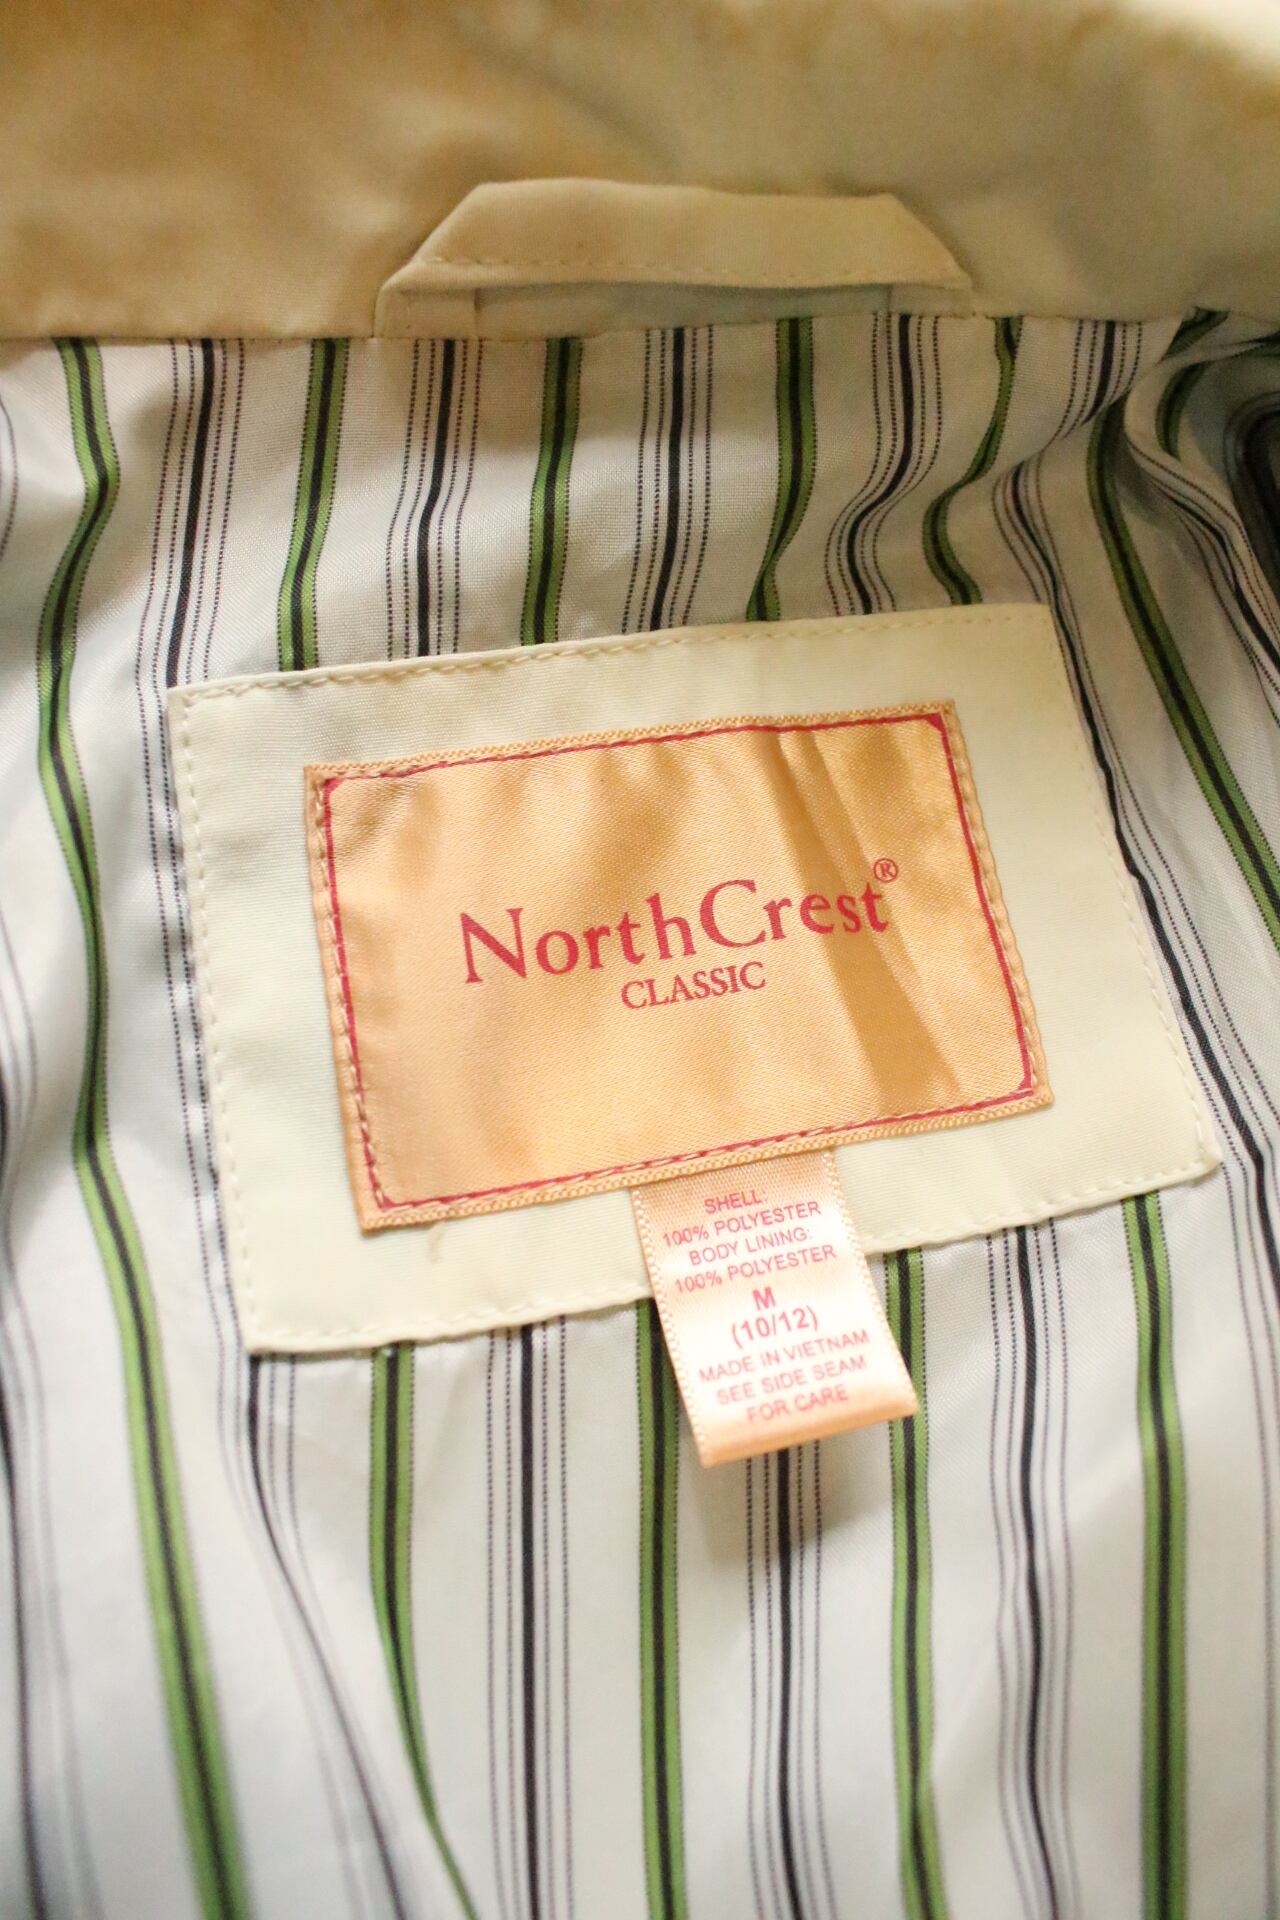 NorthCrest®
CLASSIC
SHELL:
100% POLYESTER
BODY LINING:
100% POLYESTER
M
(10/12)
MADE IN VIETNAM
SEE SIDE SEAM
FOR CARE